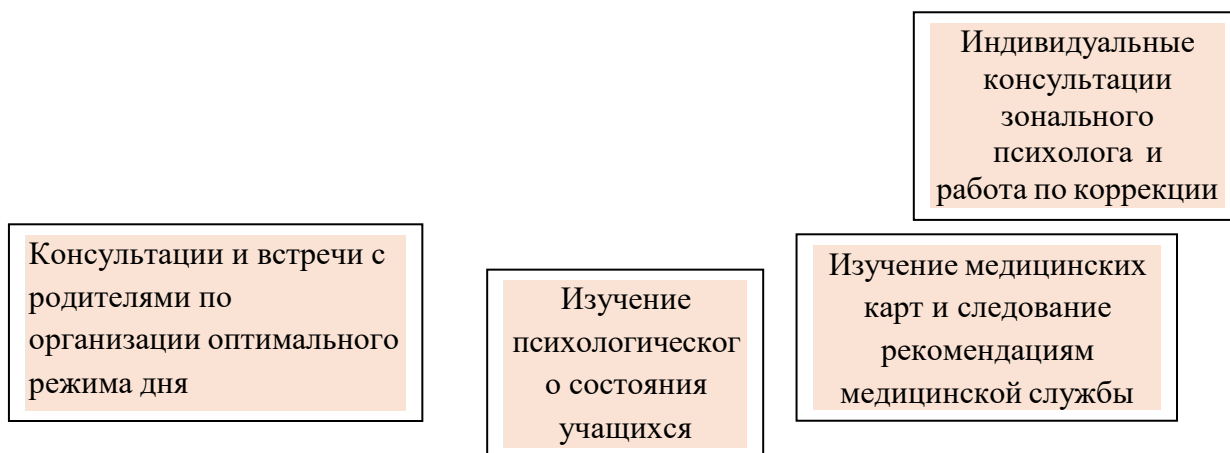 Индивидуальные
консультации
зонального
психолога и
работа по коррекции
Консультации и встречи с
родителями по
организации оптимального
режима дня
Изучение
психологическог
о состояния
учащихся
Изучение медицинских
карт и следование
рекомендациям
медицинской службы